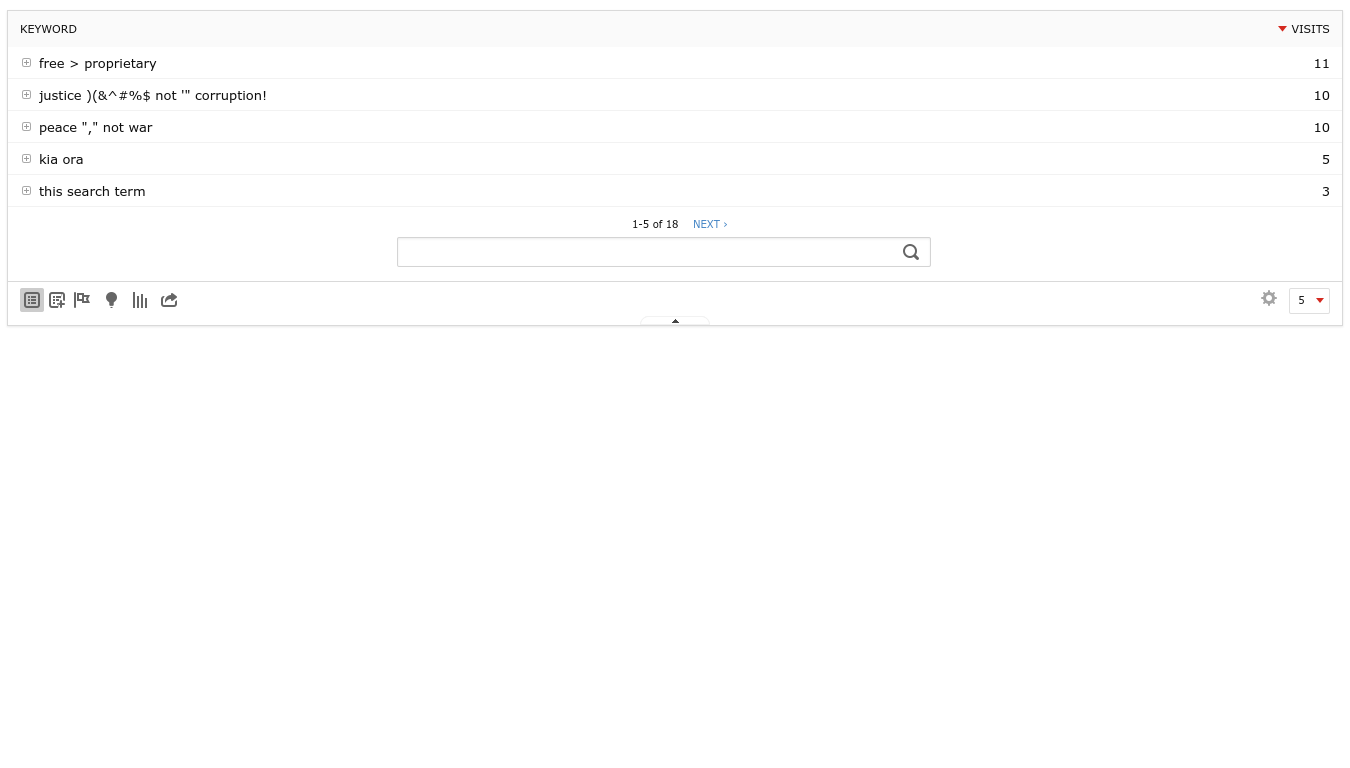 KEYWORD VISITS
free > proprietary 11
justice )(&^#%$ not '" corruption! 10
peace "," not war 10
kia ora 5
this search term 3
1-5 of 18 NEXT ›
5